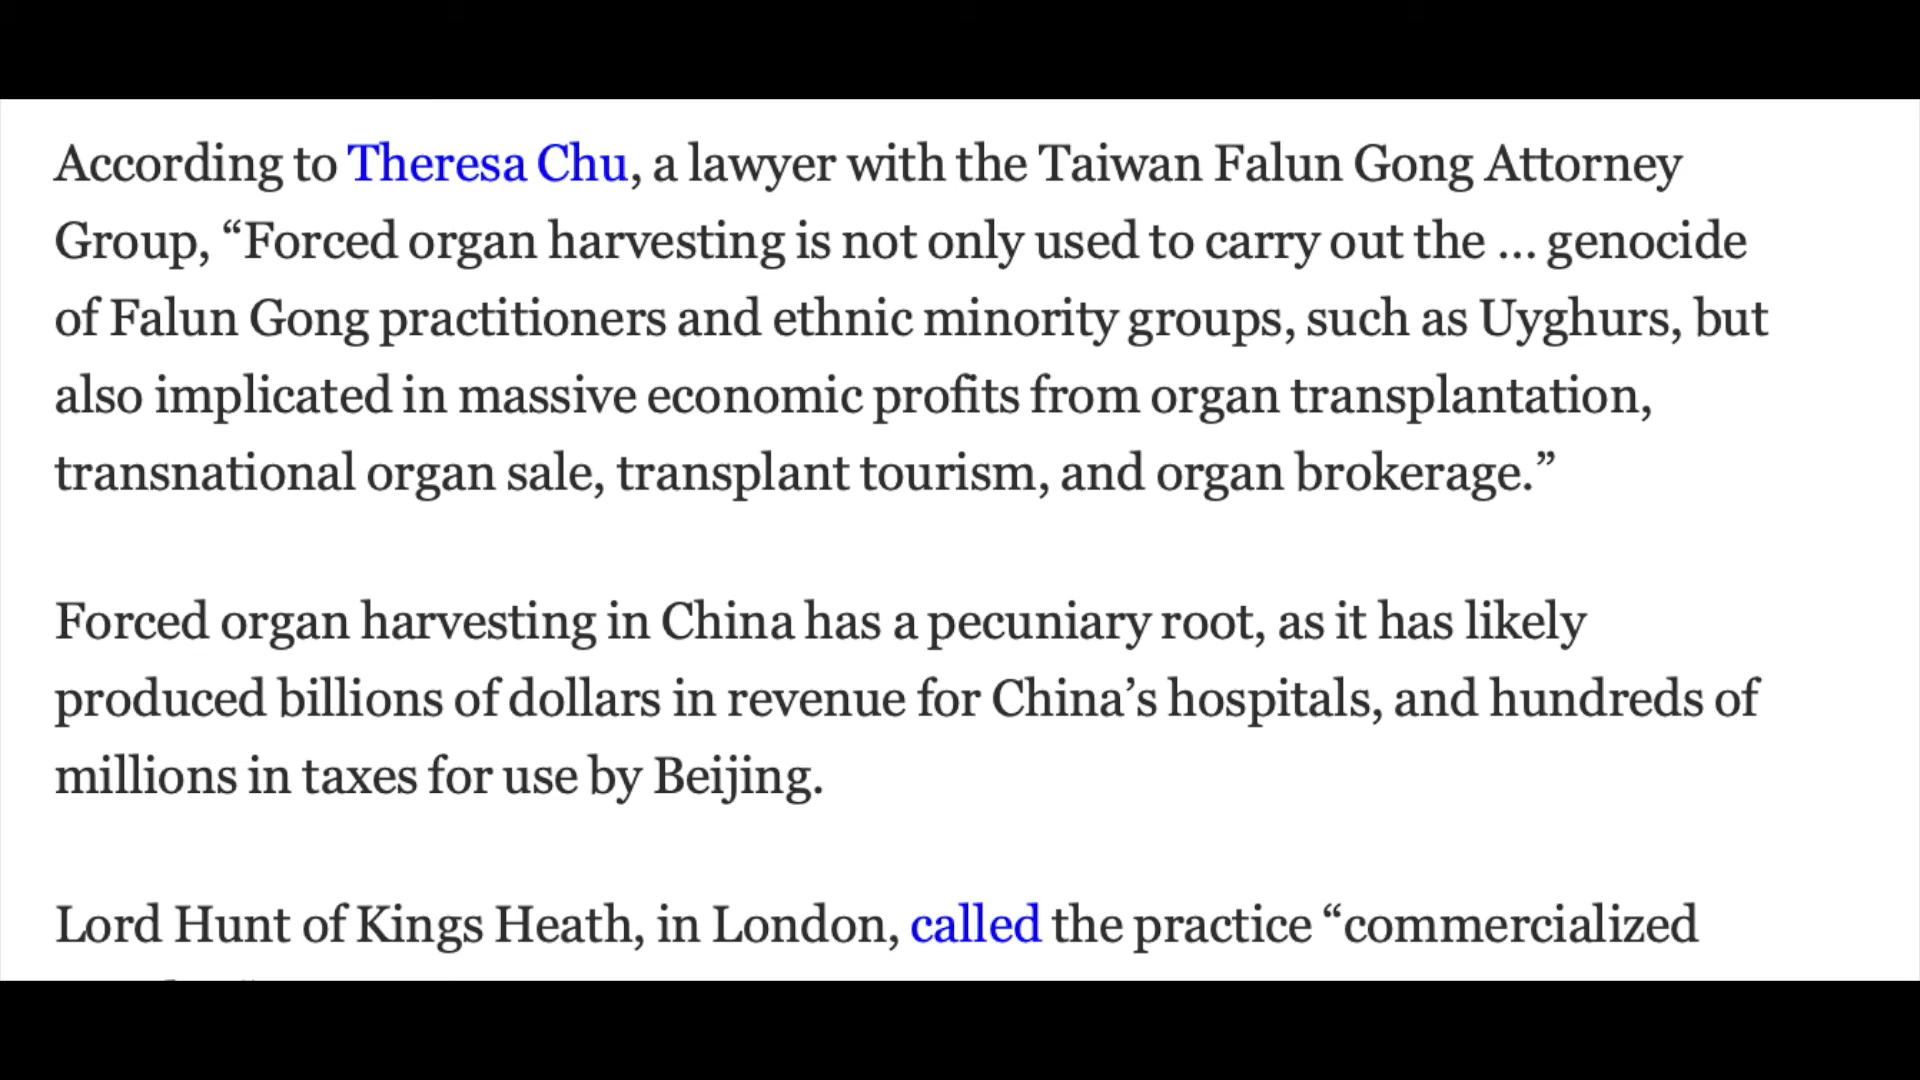 According to Theresa Chu, a lawyer with the Taiwan Falun Gong Attorney
Group, “Forced organ harvesting is not only used to carry out the ... genocide
of Falun Gong practitioners and ethnic minority groups, such as Uyghurs, but
also implicated in massive economic profits from organ transplantation,
transnational organ sale, transplant tourism, and organ brokerage.”
Forced organ harvesting in China has a pecuniary root, as it has likely
produced billions of dollars in revenue for China’s hospitals, and hundreds of
millions in taxes for use by Beijing.
Lord Hunt of Kings Heath, in London, called the practice “commercialized